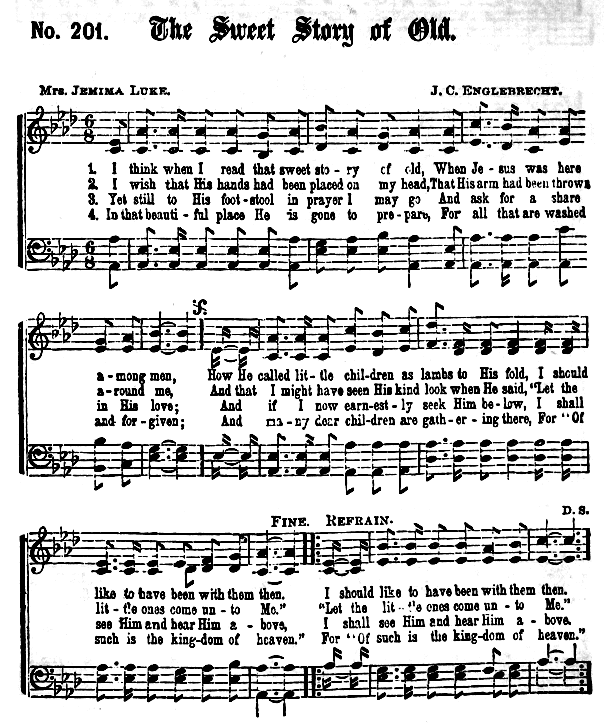 No. 201. The Sweet Story of Old.
Mrs. Jemima Luke. J. C. Englebrecht.
1. I think when I read that sweet sto - ry of old, When Je - sus was here
2. I wish that His hands had been placed on my head, That His arm had been thrown
3. Yet still to His foot - stool in prayer I may go And ask for a share
4. In that beauti - ful place He is gone to pre - pare, For all that are washed
a - mong men, How He called lit - tle chil - dren as lambs to His fold, I should
a - round me, And that I might have seen His kind look when He said, "Let the
in His love; And if I now earn - est - ly seek Him be - low, I shall
and for - given; And ma - ny dear chil - dren are gath - er - ing there, For "Of
Fine. Refrain. D. S.
like to have been with them then. I should like to have been with them then.
lit - tle ones come un - to Me." "Let the lit - tle ones come un - to Me."
see Him and hear Him a - bove, I shall see Him and hear Him a - bove.
such is the king - dom of heaven." For "Of such is the king - dom of heaven."